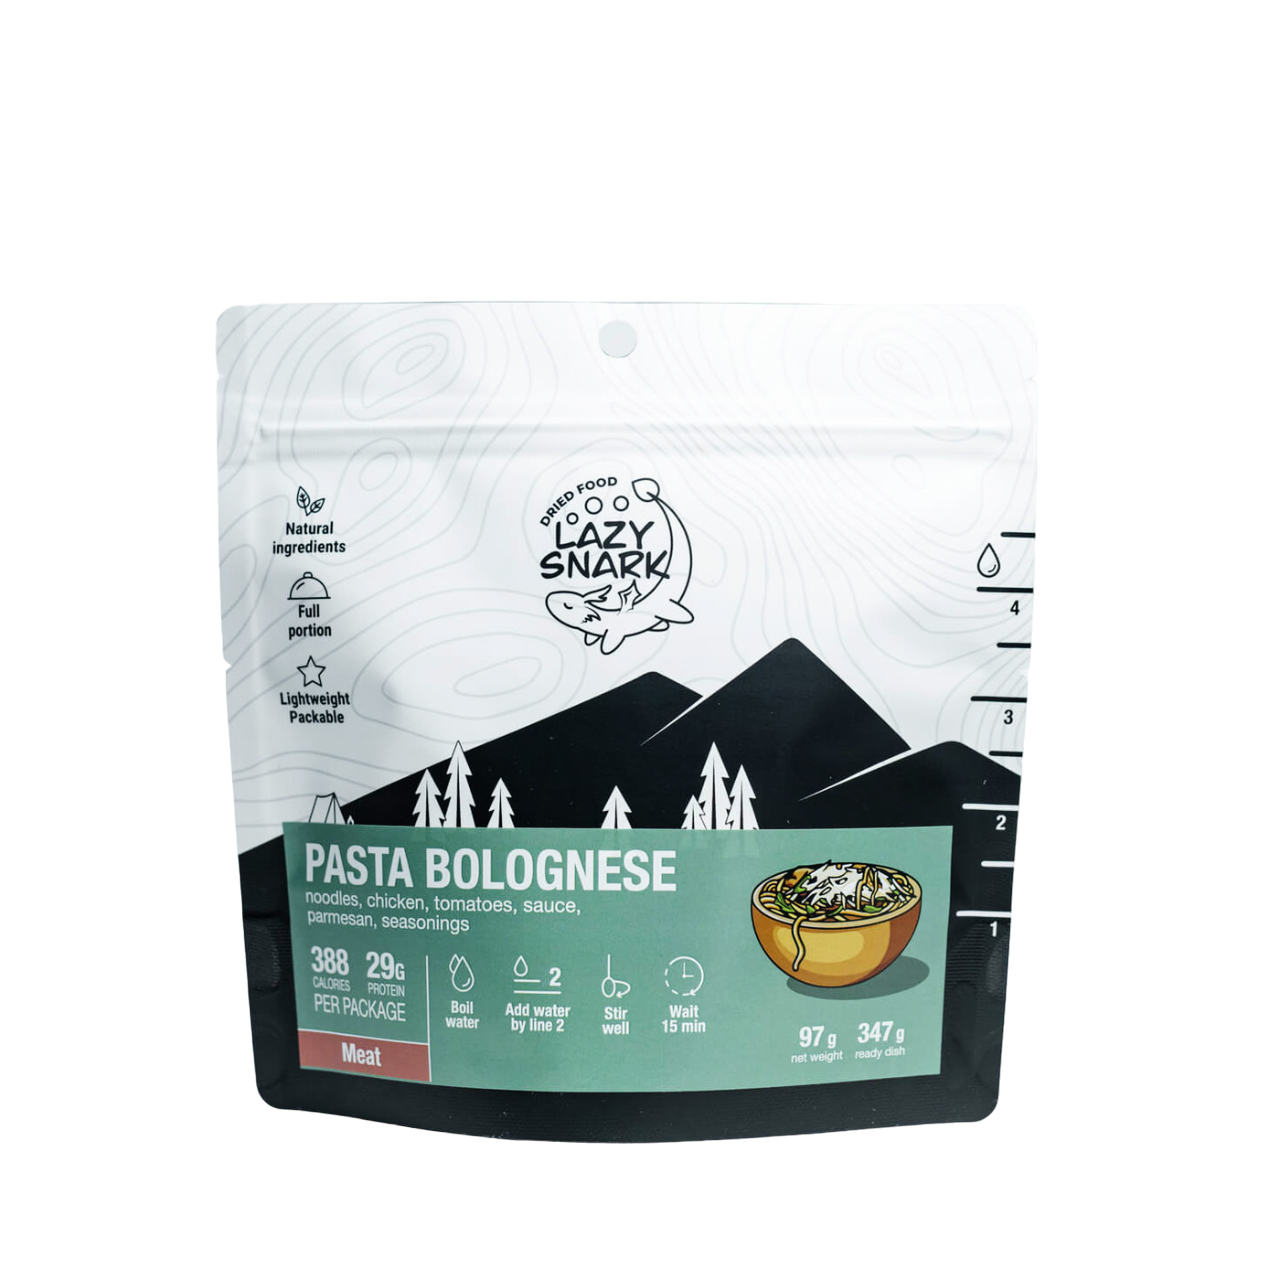 DRIED FOOD
LAZY
SNARK
Natural
ingredients
Full
portion
Lightweight
Packable
4
3
2
1
PASTA BOLOGNESE
noodles, chicken, tomatoes, sauce,
parmesan, seasonings
388 29G
CALORIES PROTEIN
PER PACKAGE
Meat
Boil
water
2
Add water
by line 2
Stir
well
Wait
15 min
97 g 347 g
net weight ready dish